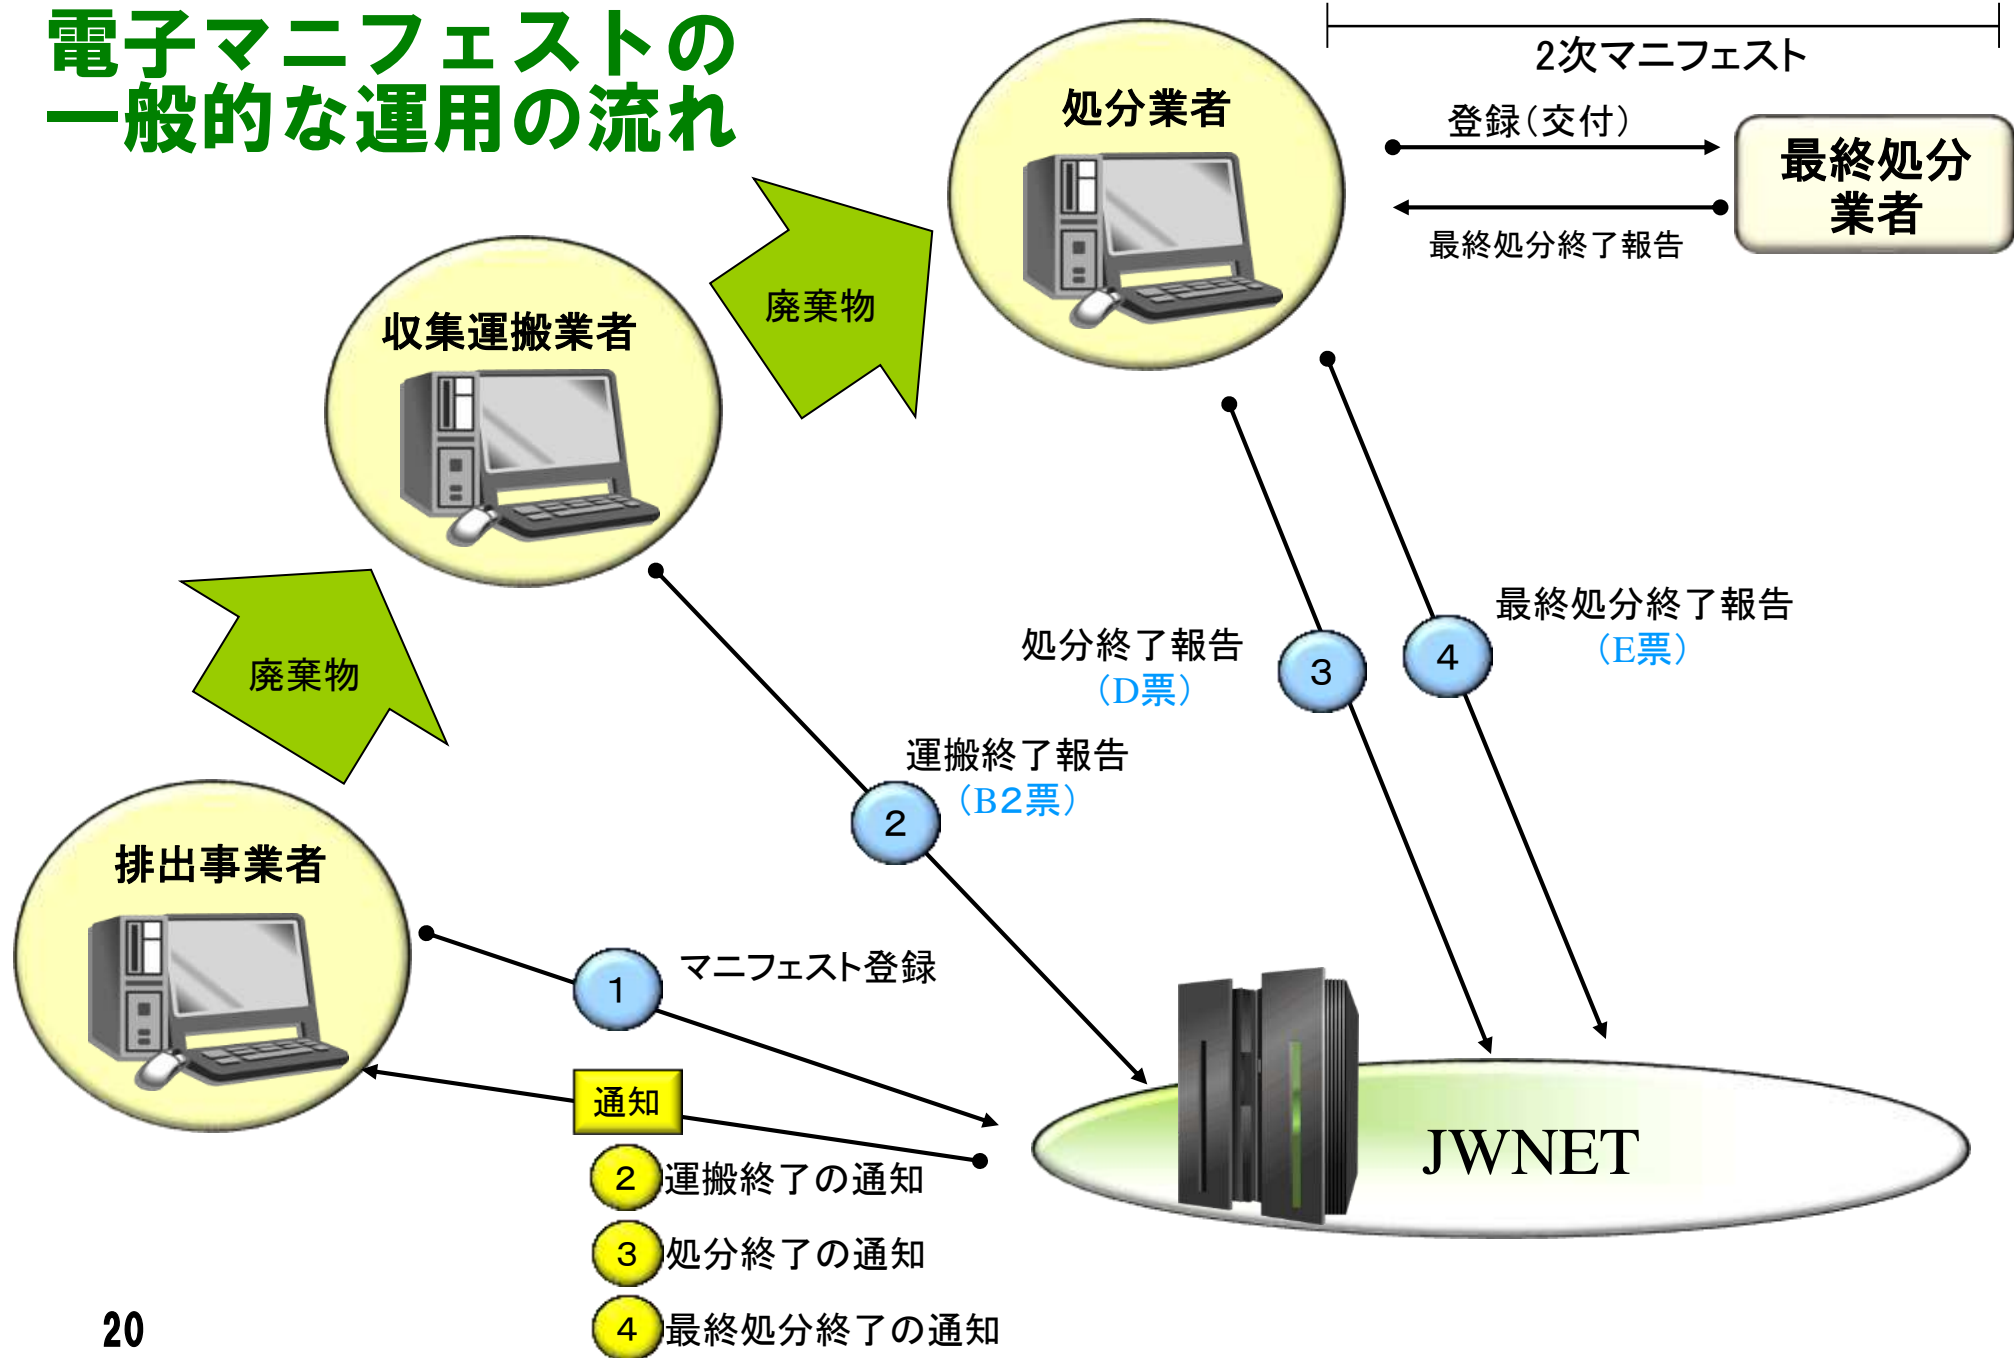 電子マニフェストの
一般的な運用の流れ
2次マニフェスト
処分業者
登録（交付）
最終処分
業者
最終処分終了報告
廃棄物
収集運搬業者
最終処分終了報告
（E票）
4
処分終了報告
（D票）
3
廃棄物
運搬終了報告
（B２票）
2
排出事業者
1
マニフェスト登録
通知
JWNET
2 運搬終了の通知
3 処分終了の通知
4 最終処分終了の通知
20